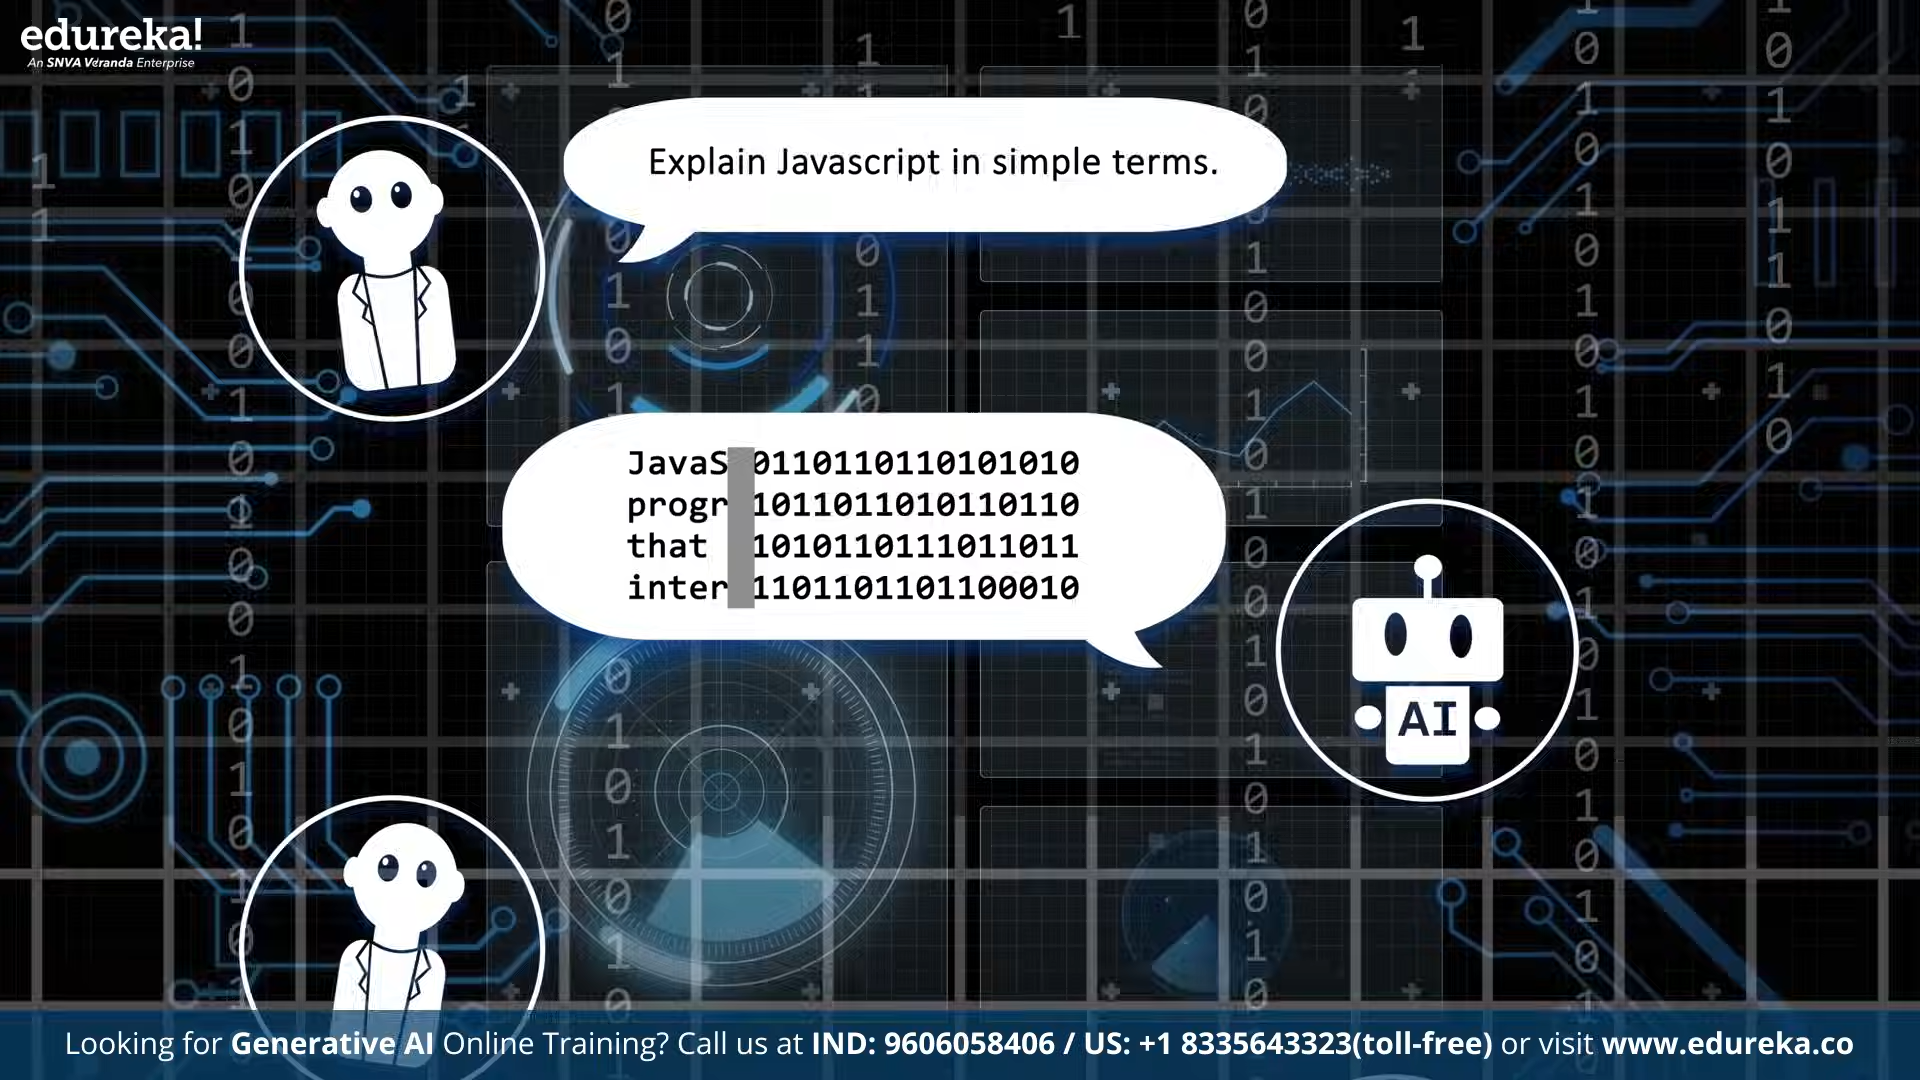 edureka!
An SNVA Veranda Enterprise
Explain Javascript in simple terms.
JavaS 0110110110101010
progr 1011011010110110
that 1010110111011011
inter 1101101101100010
AI
Looking for Generative AI Online Training? Call us at IND: 9606058406 / US: +1 8335643323(toll-free) or visit www.edureka.co